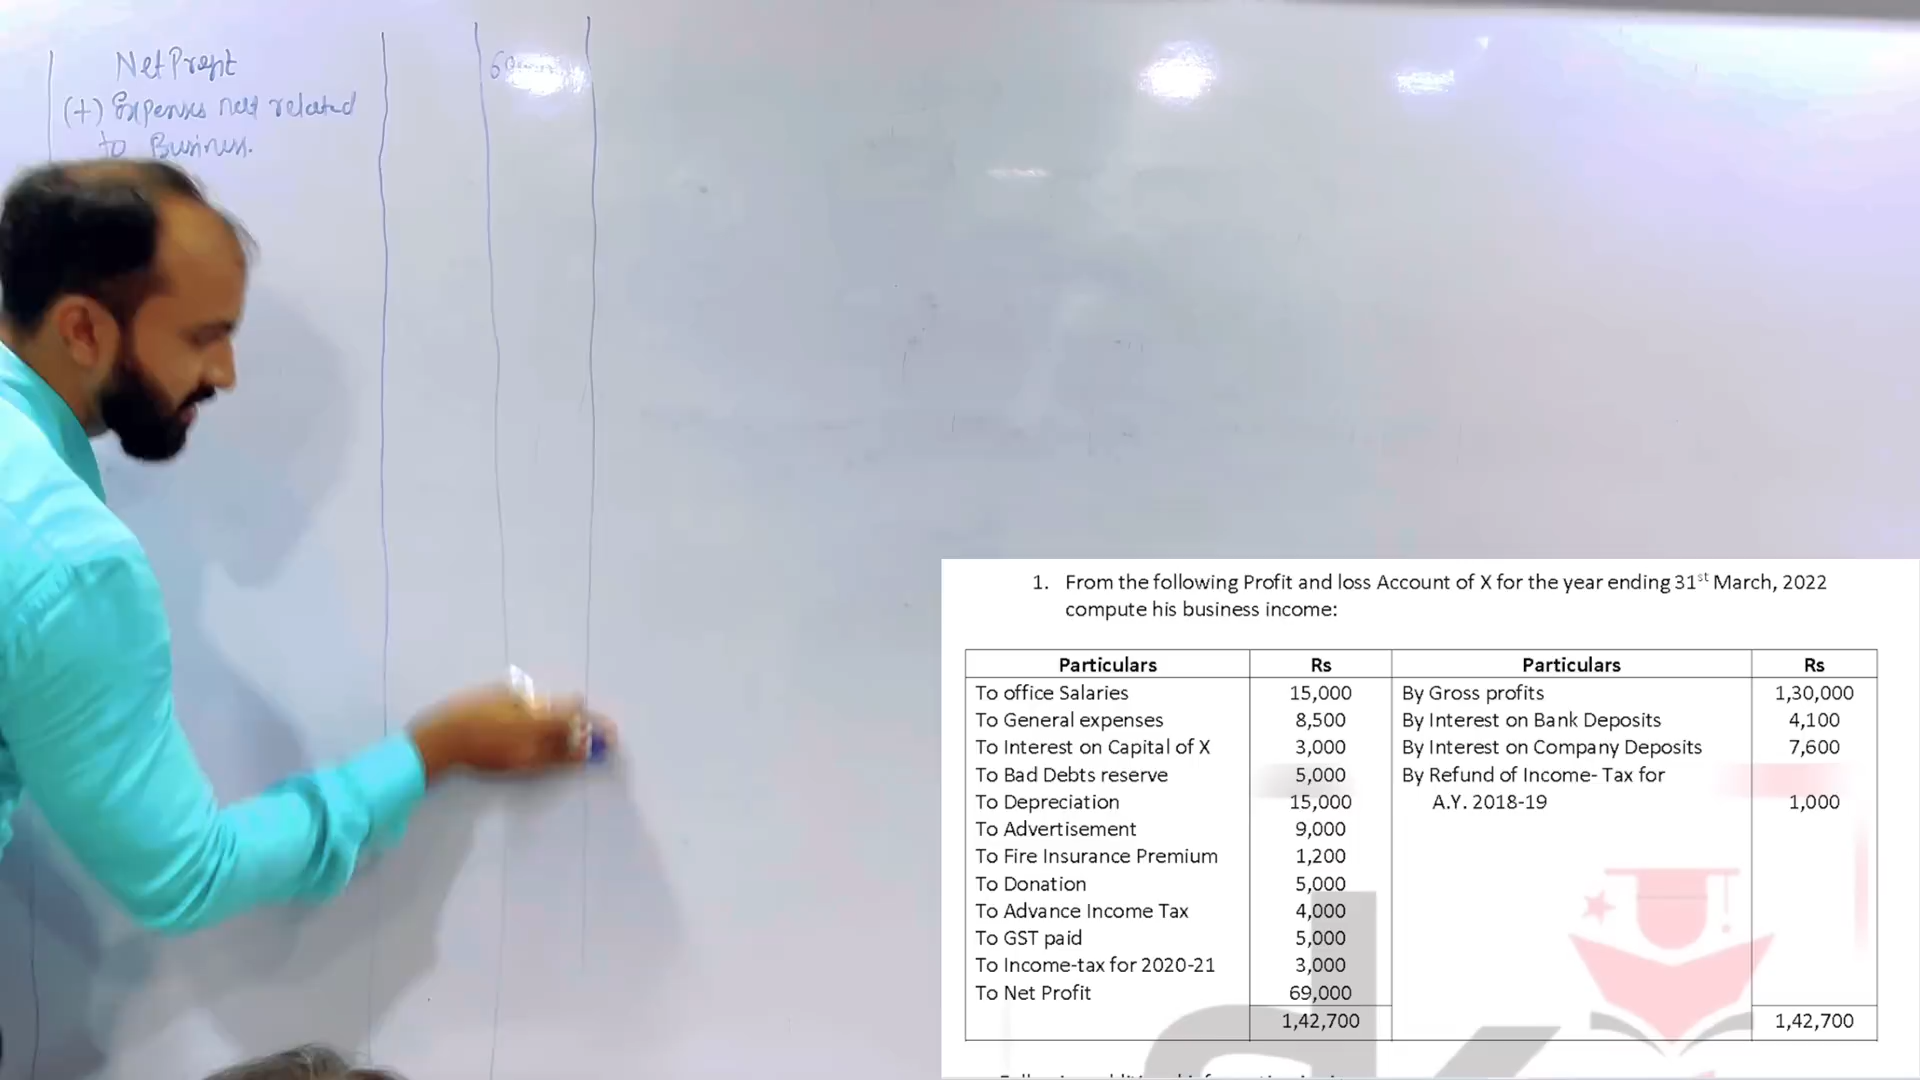 Net Profit
(+) Expenses not related
to Business.
1. From the following Profit and loss Account of X for the year ending 31st March, 2022
compute his business income:
Particulars Rs Particulars Rs
To office Salaries 15,000 By Gross profits 1,30,000
To General expenses 8,500 By Interest on Bank Deposits 4,100
To Interest on Capital of X 3,000 By Interest on Company Deposits 7,600
To Bad Debts reserve 5,000 By Refund of Income- Tax for
To Depreciation 15,000 A.Y. 2018-19 1,000
To Advertisement 9,000
To Fire Insurance Premium 1,200
To Donation 5,000
To Advance Income Tax 4,000
To GST paid 5,000
To Income-tax for 2020-21 3,000
To Net Profit 69,000
1,42,700 1,42,700